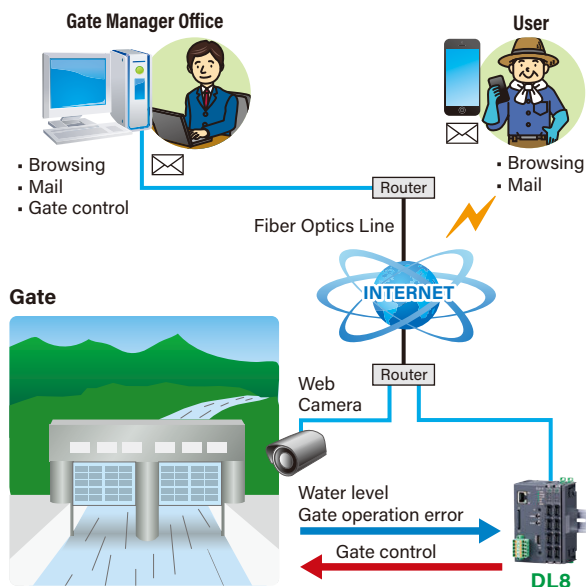 Gate Manager Office
User
▪ Browsing
▪ Mail
▪ Gate control
▪ Browsing
▪ Mail
Router
Fiber Optics Line
INTERNET
Gate
Router
Web
Camera
Water level
Gate operation error
Gate control
DL8